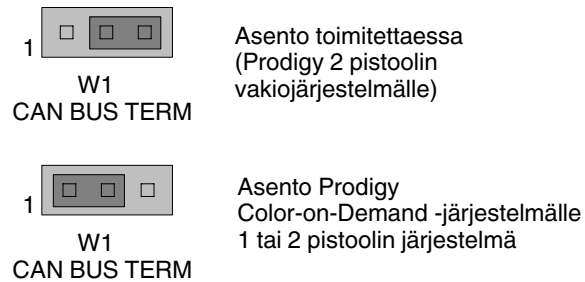 1
W1
CAN BUS TERM
Asento toimitettaessa
(Prodigy 2 pistoolin
vakiojärjestelmälle)
1
W1
CAN BUS TERM
Asento Prodigy
Color-on-Demand -järjestelmälle
1 tai 2 pistoolin järjestelmä